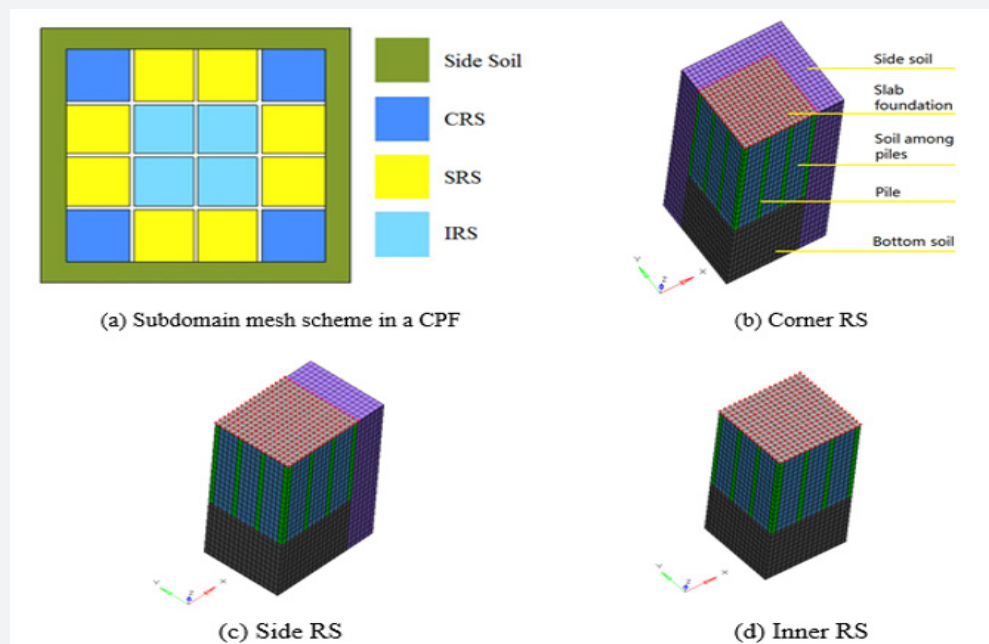 Side Soil
CRS
SRS
IRS
(a) Subdomain mesh scheme in a CPF
Side soil
Slab
foundation
Soil among
piles
Pile
Bottom soil
Y
Z
X
(b) Corner RS
Y
Z
X
(c) Side RS
Y
Z
X
(d) Inner RS